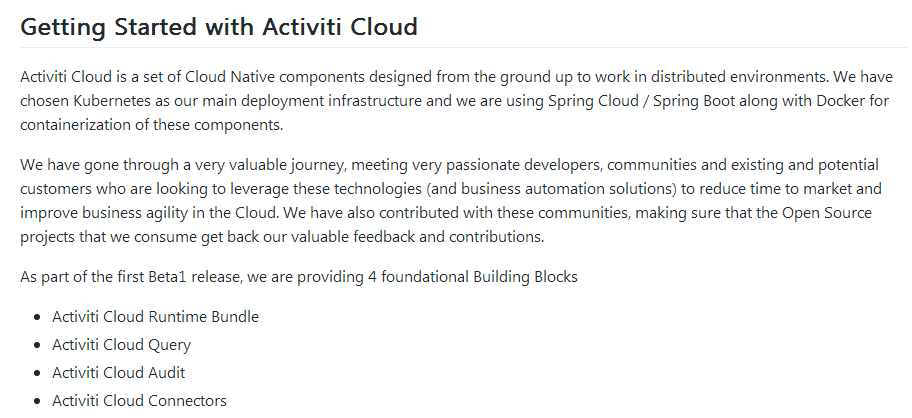 Getting Started with Activiti Cloud
Activiti Cloud is a set of Cloud Native components designed from the ground up to work in distributed environments. We have
chosen Kubernetes as our main deployment infrastructure and we are using Spring Cloud / Spring Boot along with Docker for
containerization of these components.
We have gone through a very valuable journey, meeting very passionate developers, communities and existing and potential
customers who are looking to leverage these technologies (and business automation solutions) to reduce time to market and
improve business agility in the Cloud. We have also contributed with these communities, making sure that the Open Source
projects that we consume get back our valuable feedback and contributions.
As part of the first Beta1 release, we are providing 4 foundational Building Blocks
• Activiti Cloud Runtime Bundle
• Activiti Cloud Query
• Activiti Cloud Audit
• Activiti Cloud Connectors